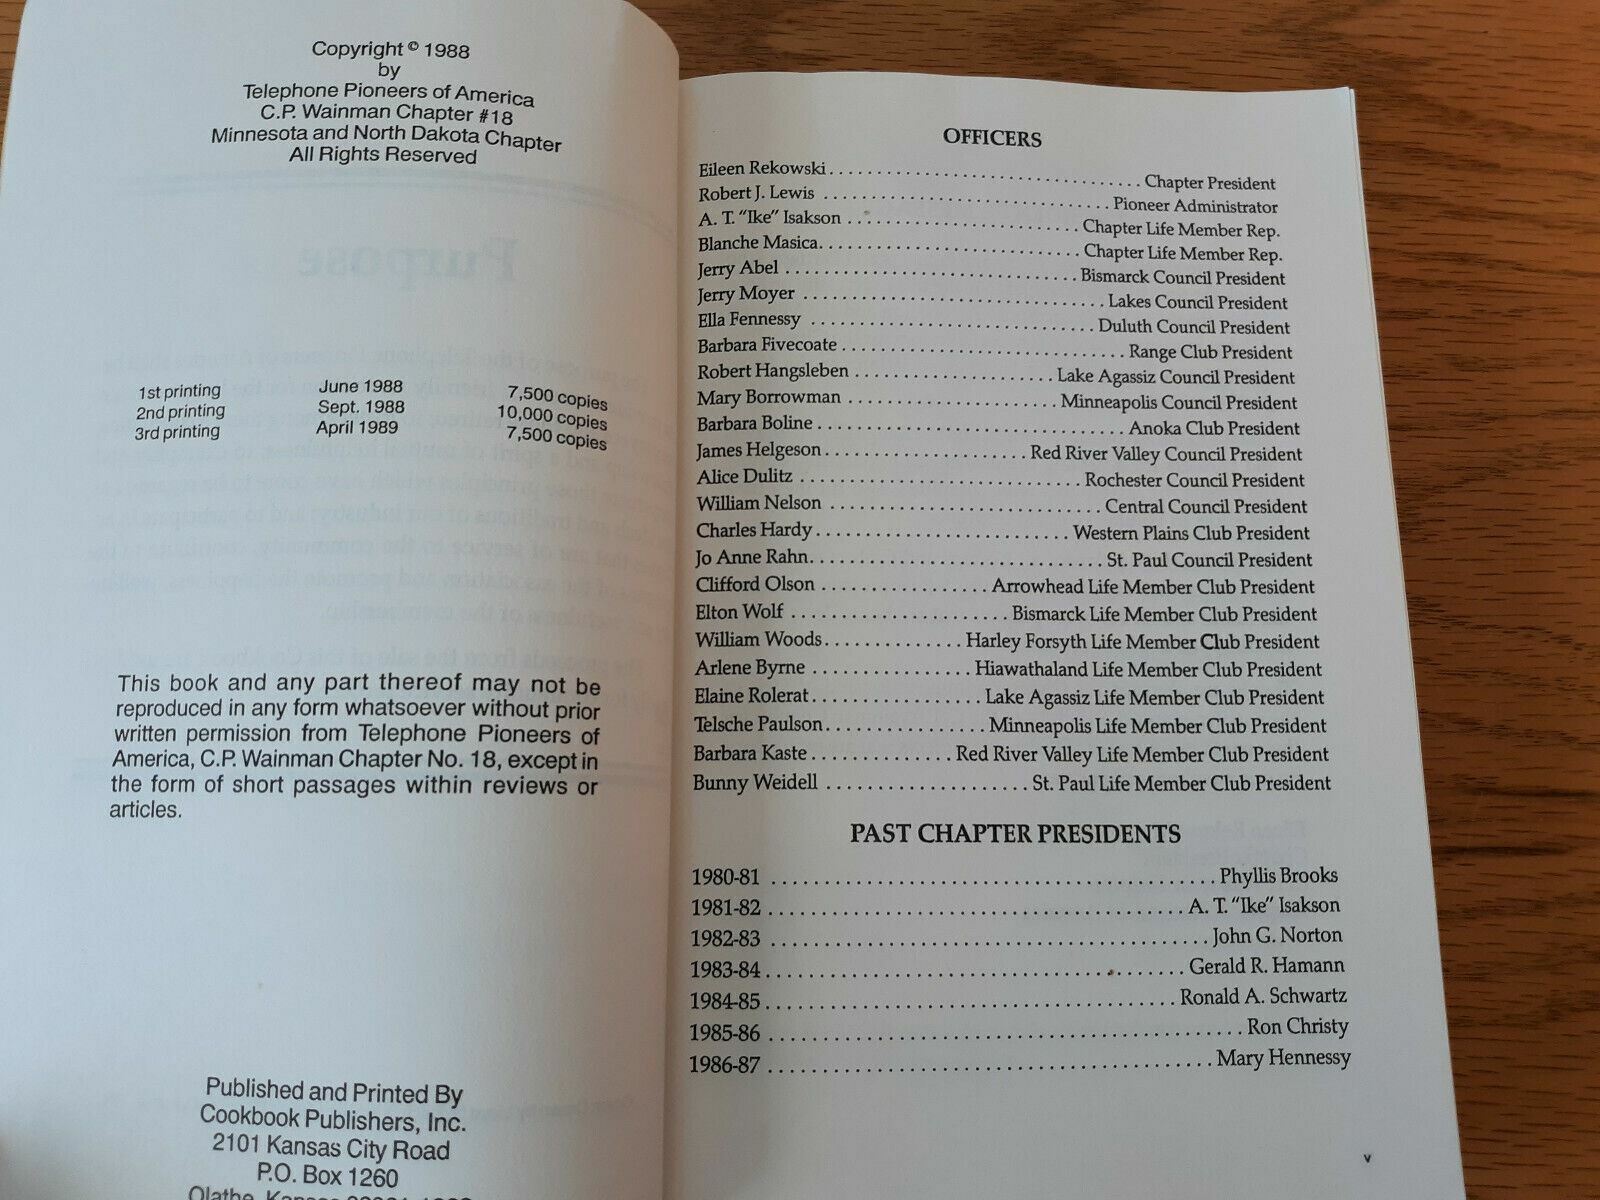 Copyright © 1988
by
Telephone Pioneers of America
C.P. Wainman Chapter #18
Minnesota and North Dakota Chapter
All Rights Reserved
1st printing June 1988 7,500 copies
2nd printing Sept. 1988 10,000 copies
3rd printing April 1989 7,500 copies
This book and any part thereof may not be
reproduced in any form whatsoever without prior
written permission from Telephone Pioneers of
America, C.P. Wainman Chapter No. 18, except in
the form of short passages within reviews or
articles.
Published and Printed By
Cookbook Publishers, Inc.
2101 Kansas City Road
P.O. Box 1260
Olathe, Kansas
OFFICERS
Eileen Rekowski . . . . . . . . . . Chapter President
Robert J. Lewis . . . . . . . . . . Pioneer Administrator
A. T. "Ike" Isakson . . . . . . . . . . Chapter Life Member Rep.
Blanche Masica . . . . . . . . . . Chapter Life Member Rep.
Jerry Abel . . . . . . . . . . Bismarck Council President
Jerry Moyer . . . . . . . . . . Lakes Council President
Ella Fennessy . . . . . . . . . . Duluth Council President
Barbara Fivecoate . . . . . . . . . . Range Club President
Robert Hangsleben . . . . . . . . . . Lake Agassiz Council President
Mary Borrowman . . . . . . . . . . Minneapolis Council President
Barbara Boline . . . . . . . . . . Anoka Club President
James Helgeson . . . . . . . . . . Red River Valley Council President
Alice Dulitz . . . . . . . . . . Rochester Council President
William Nelson . . . . . . . . . . Central Council President
Charles Hardy . . . . . . . . . . Western Plains Club President
Jo Anne Rahn . . . . . . . . . . St. Paul Council President
Clifford Olson . . . . . . . . . . Arrowhead Life Member Club President
Elton Wolf . . . . . . . . . . Bismarck Life Member Club President
William Woods . . . . . . . . . . Harley Forsyth Life Member Club President
Arlene Byrne . . . . . . . . . . Hiawathaland Life Member Club President
Elaine Rolerat . . . . . . . . . . Lake Agassiz Life Member Club President
Telsche Paulson . . . . . . . . . . Minneapolis Life Member Club President
Barbara Kaste . . . . . . . . . . Red River Valley Life Member Club President
Bunny Weidell . . . . . . . . . . St. Paul Life Member Club President
PAST CHAPTER PRESIDENTS
1980-81 . . . . . . . . . . Phyllis Brooks
1981-82 . . . . . . . . . . A. T. "Ike" Isakson
1982-83 . . . . . . . . . . John G. Norton
1983-84 . . . . . . . . . . Gerald R. Hamann
1984-85 . . . . . . . . . . Ronald A. Schwartz
1985-86 . . . . . . . . . . Ron Christy
1986-87 . . . . . . . . . . Mary Hennessy
v